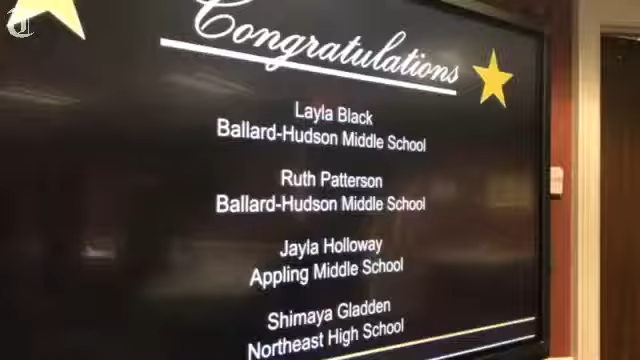 Congratulations
Layla Black
Ballard-Hudson Middle School
Ruth Patterson
Ballard-Hudson Middle School
Jayla Holloway
Appling Middle School
Shimaya Gladden
Northeast High School